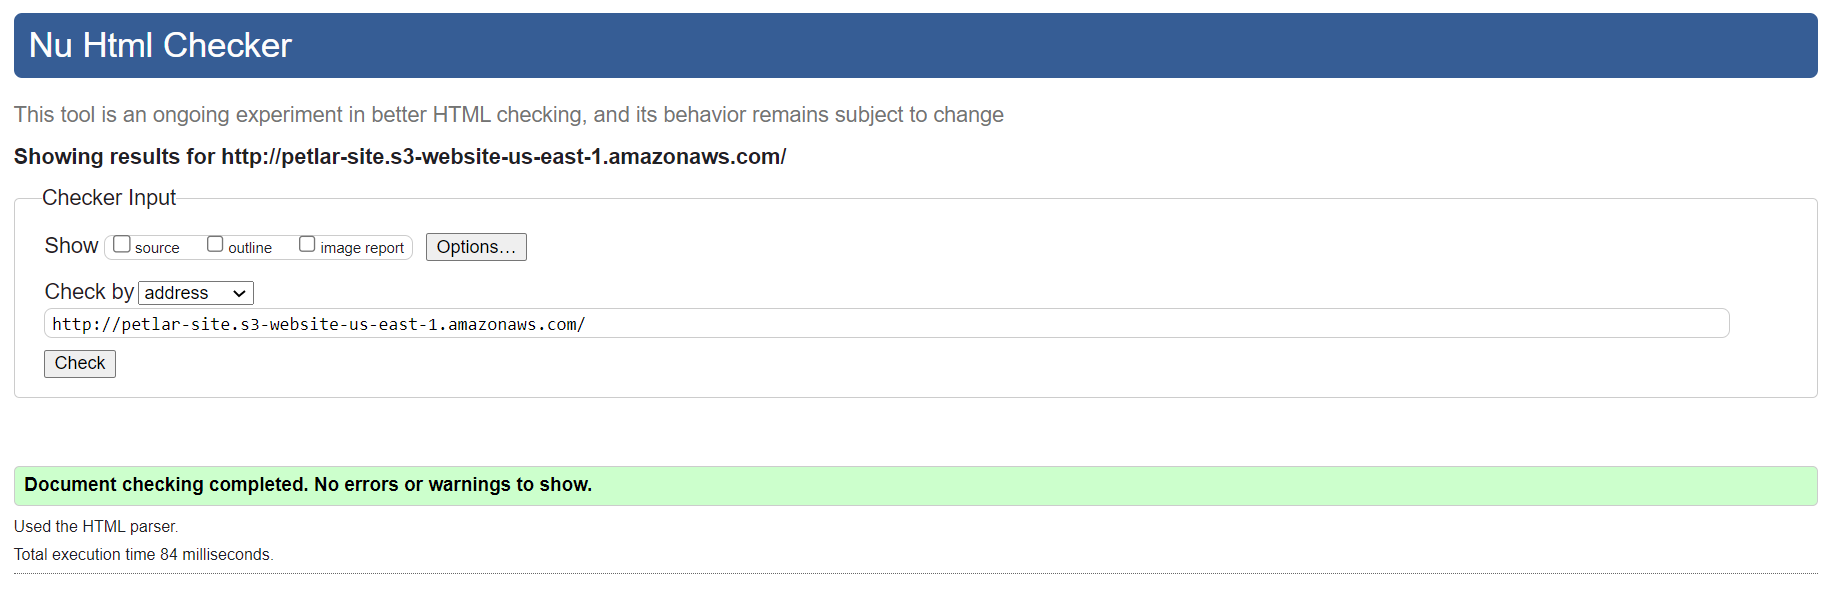 Nu Html Checker
This tool is an ongoing experiment in better HTML checking, and its behavior remains subject to change
Showing results for http://petlar-site.s3-website-us-east-1.amazonaws.com/
Checker Input
Show source outline image report Options…
Check by address
http://petlar-site.s3-website-us-east-1.amazonaws.com/
Check
Document checking completed. No errors or warnings to show.
Used the HTML parser.
Total execution time 84 milliseconds.